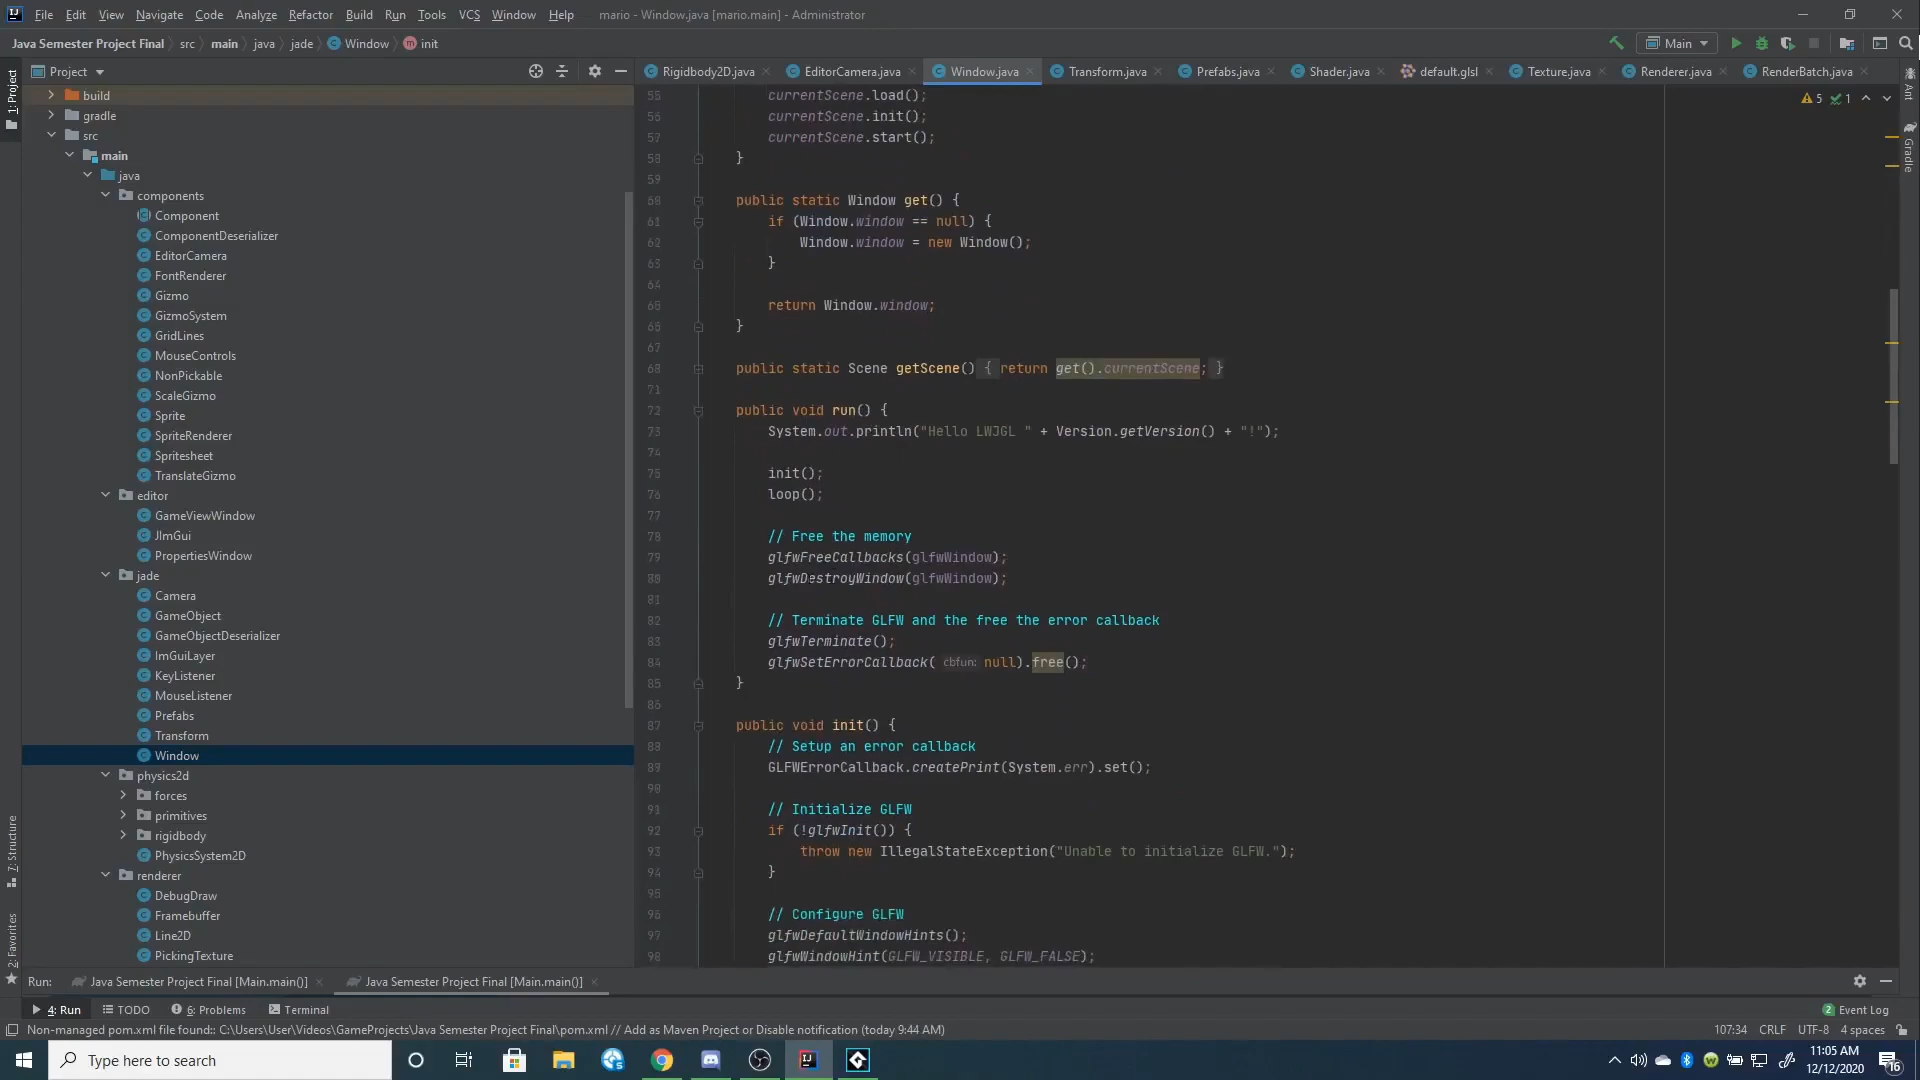 File Edit View Navigate Code Analyze Refactor Build Run Tools VCS Window Help mario - Window.java [mario.main] - Administrator
Java Semester Project Final src main java jade Window init Main
Project
Rigidbody2D.java EditorCamera.java Window.java Transform.java Prefabs.java Shader.java default.glsl Texture.java Renderer.java RenderBatch.java
1: Project
7: Structure
2: Favorites
Ant
Gradle
5 1
build
gradle
src
main
java
components
Component
ComponentDeserializer
EditorCamera
FontRenderer
Gizmo
GizmoSystem
GridLines
MouseControls
NonPickable
ScaleGizmo
Sprite
SpriteRenderer
Spritesheet
TranslateGizmo
editor
GameViewWindow
JImGui
PropertiesWindow
jade
Camera
GameObject
GameObjectDeserializer
ImGuiLayer
KeyListener
MouseListener
Prefabs
Transform
Window
physics2d
forces
primitives
rigidbody
PhysicsSystem2D
renderer
DebugDraw
Framebuffer
Line2D
PickingTexture
55 currentScene.load();
56 currentScene.init();
57 currentScene.start();
58 }
59
60 public static Window get() {
61 if (Window.window == null) {
62 Window.window = new Window();
63 }
64
65 return Window.window;
66 }
67
68 public static Scene getScene() { return get().currentScene; }
71
72 public void run() {
73 System.out.println("Hello LWJGL " + Version.getVersion() + "!");
74
75 init();
76 loop();
77
78 // Free the memory
79 glfwFreeCallbacks(glfwWindow);
80 glfwDestroyWindow(glfwWindow);
81
82 // Terminate GLFW and the free the error callback
83 glfwTerminate();
84 glfwSetErrorCallback( cbfun: null).free();
85 }
86
87 public void init() {
88 // Setup an error callback
89 GLFWErrorCallback.createPrint(System.err).set();
90
91 // Initialize GLFW
92 if (!glfwInit()) {
93 throw new IllegalStateException("Unable to initialize GLFW.");
94 }
95
96 // Configure GLFW
97 glfwDefaultWindowHints();
98 glfwWindowHint(GLFW_VISIBLE, GLFW_FALSE);
Run: Java Semester Project Final [Main.main()] Java Semester Project Final [Main.main()]
4: Run TODO 6: Problems Terminal 2 Event Log
Non-managed pom.xml file found:: C:\Users\User\Videos\GameProjects\Java Semester Project Final\pom.xml // Add as Maven Project or Disable notification (today 9:44 AM) 107:34 CRLF UTF-8 4 spaces
Type here to search
11:05 AM
12/12/2020
16